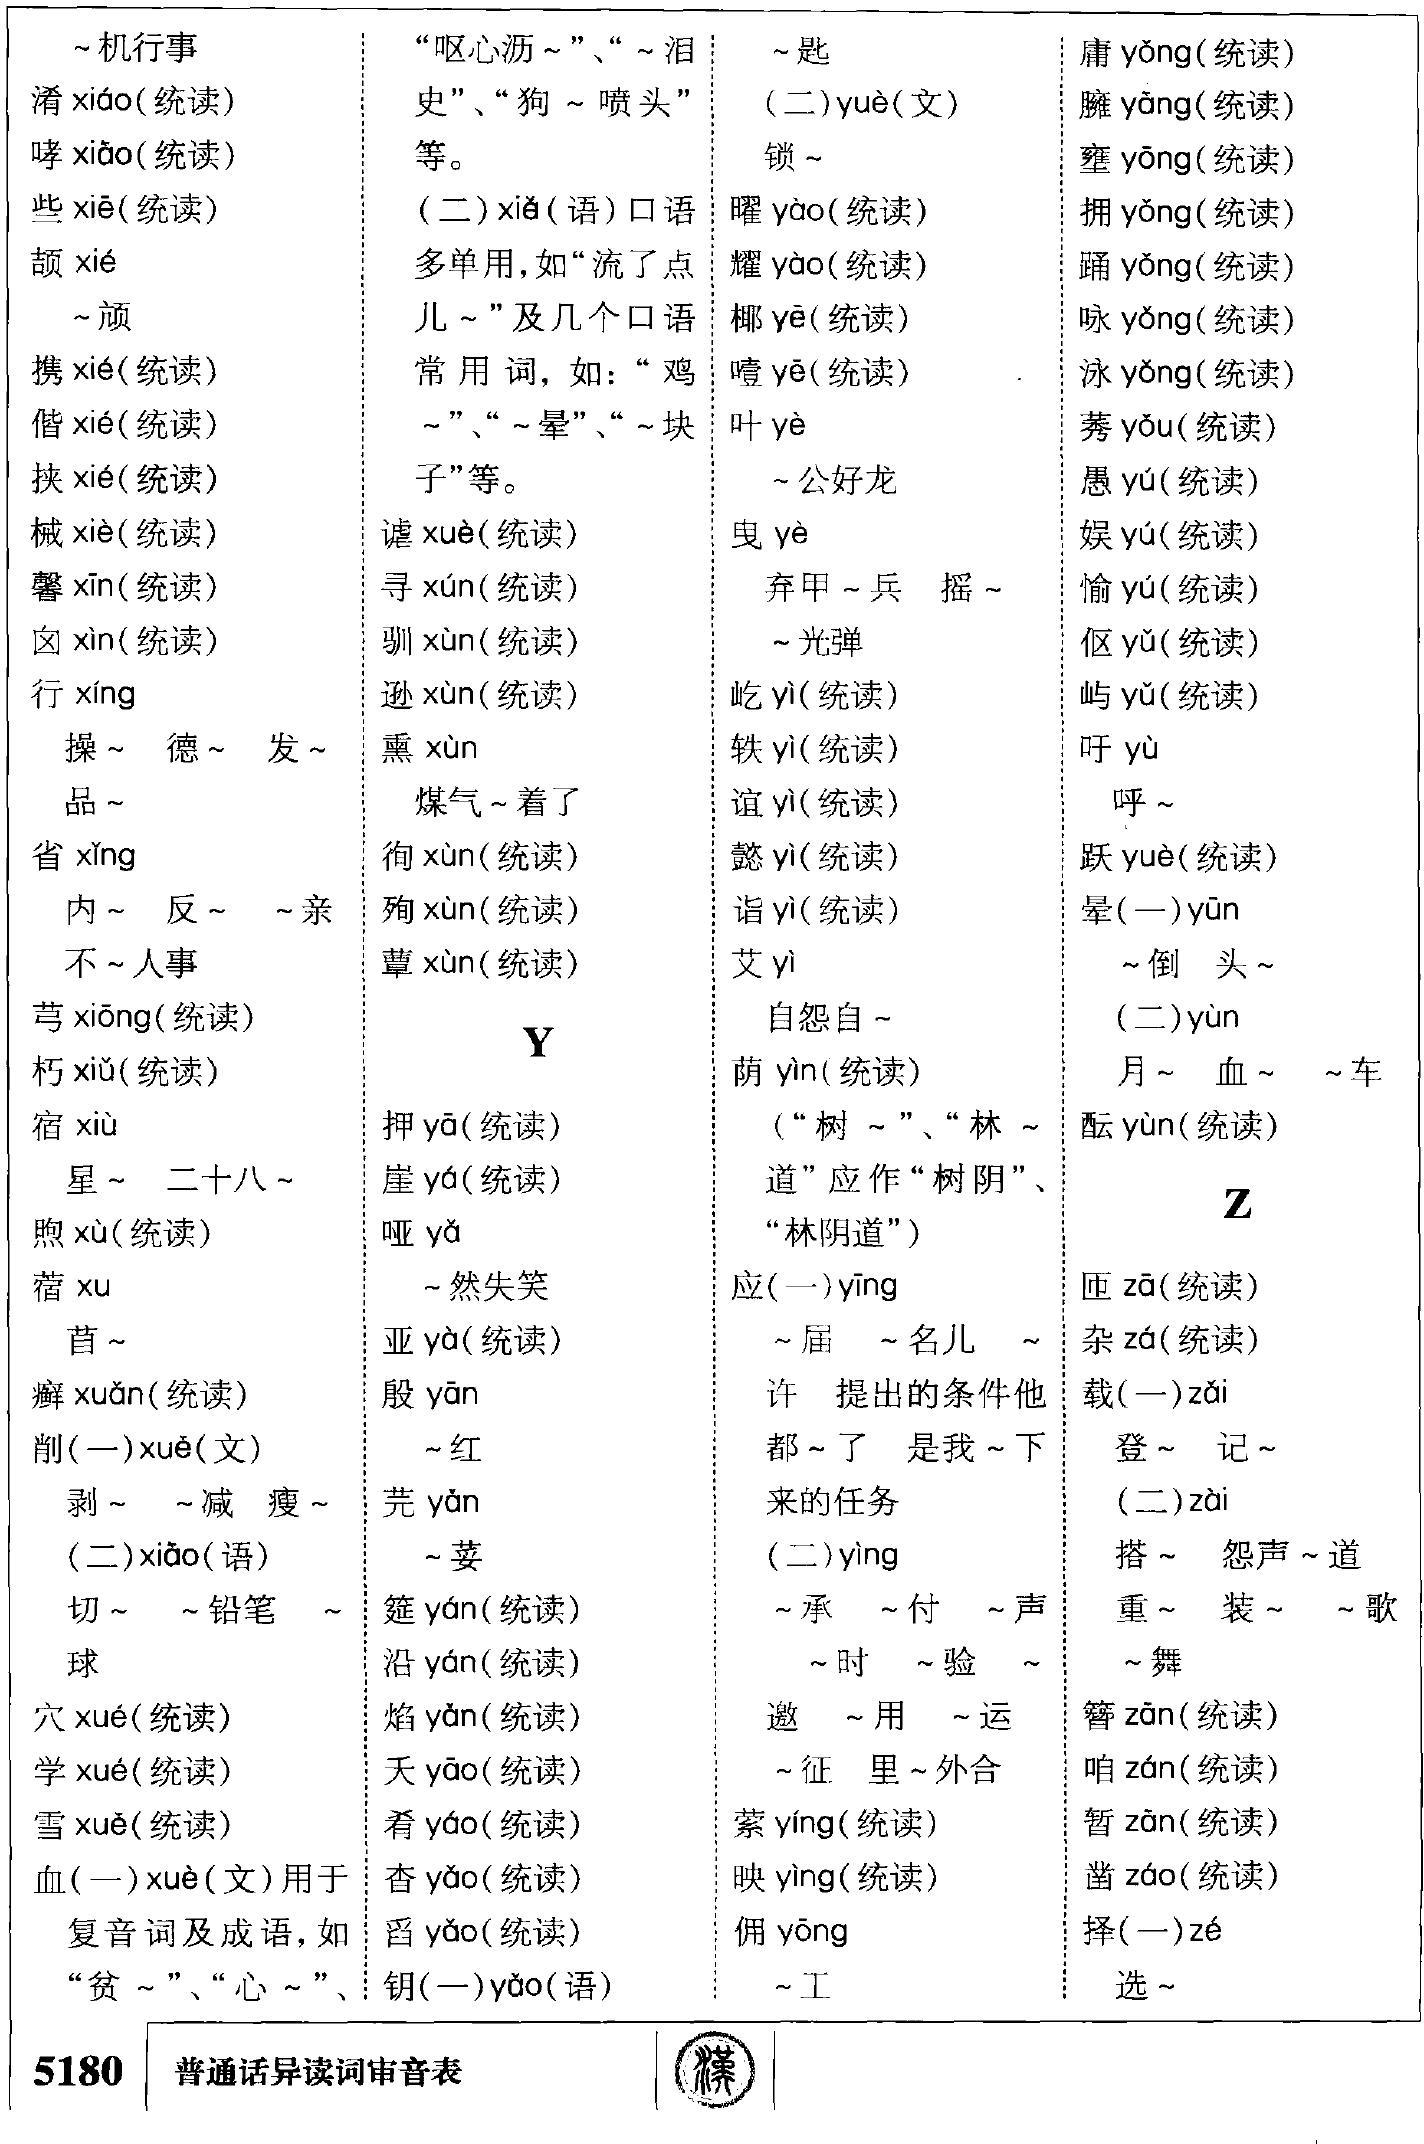 ～机行事
淆 xiáo(统读)
哮 xiāo(统读)
些 xiē(统读)
颉 xié
～颃
携 xié(统读)
偕 xié(统读)
挟 xié(统读)
械 xiè(统读)
馨 xīn(统读)
囟 xìn(统读)
行 xíng
操～ 德～ 发～
品～
省 xǐng
内～ 反～ ～亲
不～人事
芎 xiōng(统读)
朽 xiǔ(统读)
宿 xiù
星～ 二十八～
煦 xù(统读)
蓿 xu
苜～
癣 xuǎn(统读)
削(一)xuē(文)
剥～ ～减 瘦～
(二)xiāo(语)
切～ ～铅笔 ～
球
穴 xué(统读)
学 xué(统读)
雪 xuě(统读)
血(一)xuè(文)用于
复音词及成语,如
“贫～”、“心～”、
“呕心沥～”、“～泪
史”、“狗～喷头”
等。
(二)xiě(语)口语
多单用,如“流了点
儿～”及几个口语
常用词,如:“鸡
～”、“～晕”、“～块
子”等。
谑 xuè(统读)
寻 xún(统读)
驯 xùn(统读)
逊 xùn(统读)
熏 xùn
煤气～着了
徇 xùn(统读)
殉 xùn(统读)
蕈 xùn(统读)
Y
押 yā(统读)
崖 yá(统读)
哑 yǎ
～然失笑
亚 yà(统读)
殷 yān
～红
芫 yán
～荽
筵 yán(统读)
沿 yán(统读)
焰 yàn(统读)
夭 yāo(统读)
肴 yáo(统读)
杳 yǎo(统读)
舀 yǎo(统读)
钥(一)yào(语)
～匙
(二)yuè(文)
锁～
曜 yào(统读)
耀 yào(统读)
椰 yē(统读)
噎 yē(统读)
叶 yè
～公好龙
曳 yè
弃甲～兵 摇～
～光弹
屹 yì(统读)
轶 yì(统读)
谊 yì(统读)
懿 yì(统读)
诣 yì(统读)
艾 yì
自怨自～
荫 yìn(统读)
(“树～”、“林～
道”应作“树阴”、
“林阴道”)
应(一)yīng
～届 ～名儿 ～
许 提出的条件他
都～了 是我～下
来的任务
(二)yìng
～承 ～付 ～声
～时 ～验 ～
邀 ～用 ～运
～征 里～外合
萦 yíng(统读)
映 yìng(统读)
佣 yōng
～工
庸 yōng(统读)
臃 yōng(统读)
壅 yōng(统读)
拥 yōng(统读)
踊 yǒng(统读)
咏 yǒng(统读)
泳 yǒng(统读)
莠 yǒu(统读)
愚 yú(统读)
娱 yú(统读)
愉 yú(统读)
伛 yǔ(统读)
屿 yǔ(统读)
吁 yù
呼～
跃 yuè(统读)
晕(一)yūn
～倒 头～
(二)yùn
月～ 血～ ～车
酝 yùn(统读)
Z
匝 zā(统读)
杂 zá(统读)
载(一)zǎi
登～ 记～
(二)zài
搭～ 怨声～道
重～ 装～ ～歌
～舞
簪 zān(统读)
咱 zán(统读)
暂 zàn(统读)
凿 záo(统读)
择(一)zé
选～
5180 普通话异读词审音表
漢